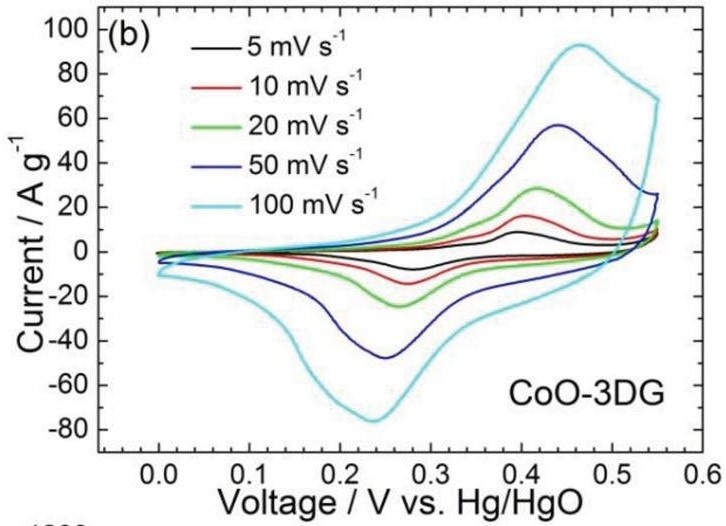 (b)
5 mV s⁻¹
10 mV s⁻¹
20 mV s⁻¹
50 mV s⁻¹
100 mV s⁻¹
100
80
60
40
20
0
-20
-40
-60
-80
Current / A g⁻¹
CoO-3DG
0.0 0.1 0.2 0.3 0.4 0.5 0.6
Voltage / V vs. Hg/HgO